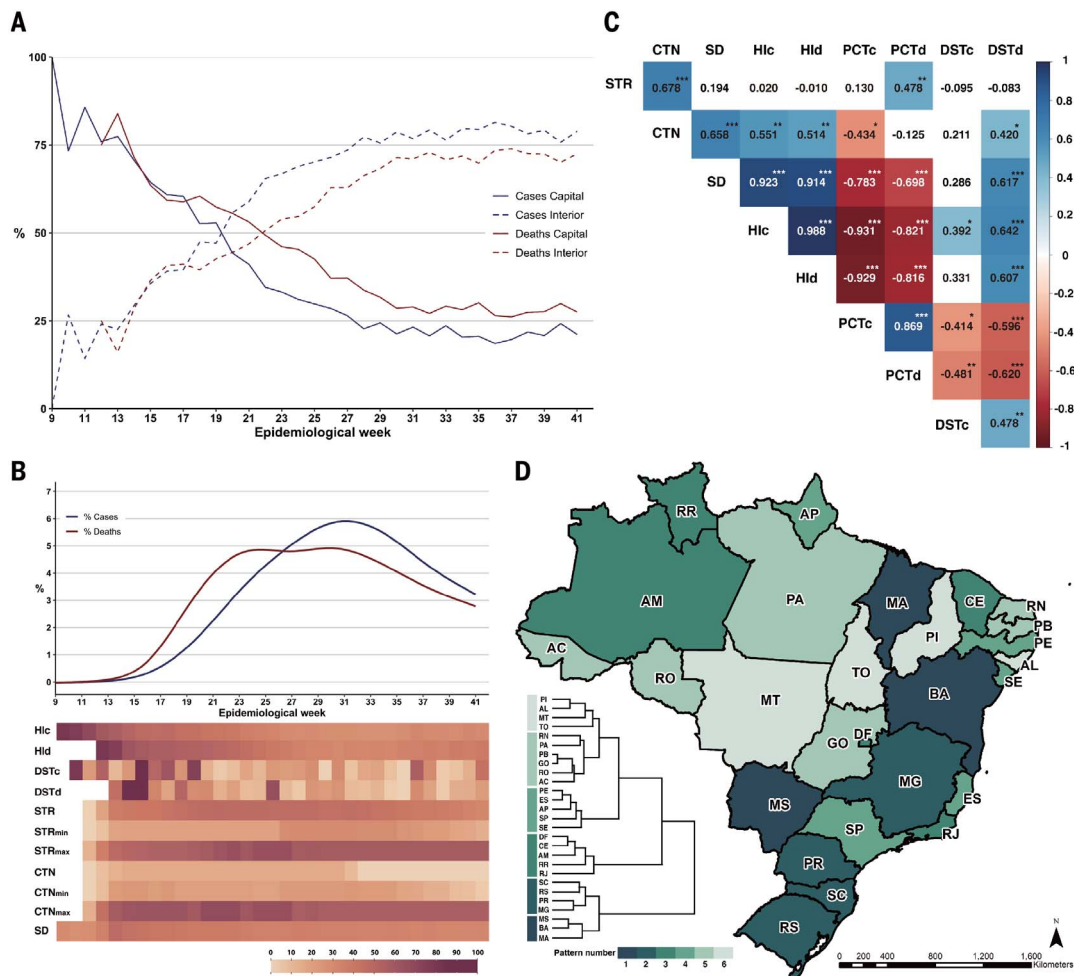 A
100
75
%
50
25
0
Cases Capital
Cases Interior
Deaths Capital
Deaths Interior
9 11 13 15 17 19 21 23 25 27 29 31 33 35 37 39 41
Epidemiological week
C
CTN SD HIc HId PCTc PCTd DSTc DSTd
STR 0.678*** 0.194 0.020 -0.010 0.130 0.478** -0.095 -0.083
CTN 0.658*** 0.551** 0.514** -0.434* -0.125 0.211 0.420*
SD 0.923*** 0.914*** -0.783*** -0.698*** 0.286 0.617***
HIc 0.988*** -0.931*** -0.821*** 0.392* 0.642***
HId -0.929*** -0.816*** 0.331 0.607***
PCTc 0.869*** -0.414* -0.596***
PCTd -0.481** -0.620***
DSTc 0.478**
1
0.8
0.6
0.4
0.2
0
-0.2
-0.4
-0.6
-0.8
-1
B
7
6
5
4
%
3
2
1
0
% Cases
% Deaths
9 11 13 15 17 19 21 23 25 27 29 31 33 35 37 39 41
Epidemiological week
HIc
HId
DSTc
DSTd
STR
STRmin
STRmax
CTN
CTNmin
CTNmax
SD
0 10 20 30 40 50 60 70 80 90 100
D
RR
AP
AM
PA
MA
CE
RN
PB
PE
PI
AL
SE
AC
RO
TO
BA
MT
GO
DF
MG
ES
MS
SP
RJ
PR
SC
RS
PI
AL
MT
TO
RN
PA
PB
GO
RO
AC
PE
ES
AP
SP
SE
DF
CE
AM
RR
RJ
SC
RS
PR
MG
MS
BA
MA
Pattern number
1 2 3 4 5 6
N
0 200 400 600 800 1,000
Kilometers